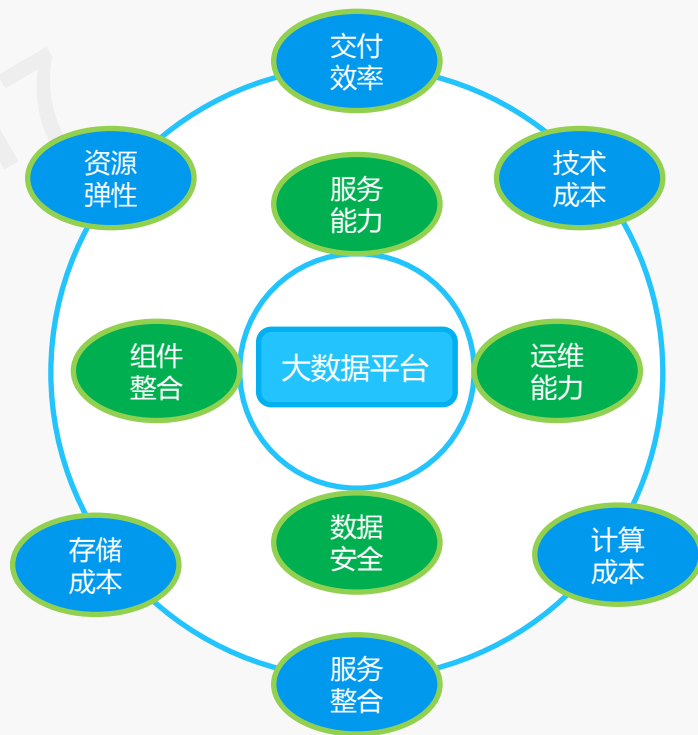 交付
效率
资源
弹性
技术
成本
服务
能力
组件
整合
大数据平台
运维
能力
数据
安全
存储
成本
计算
成本
服务
整合